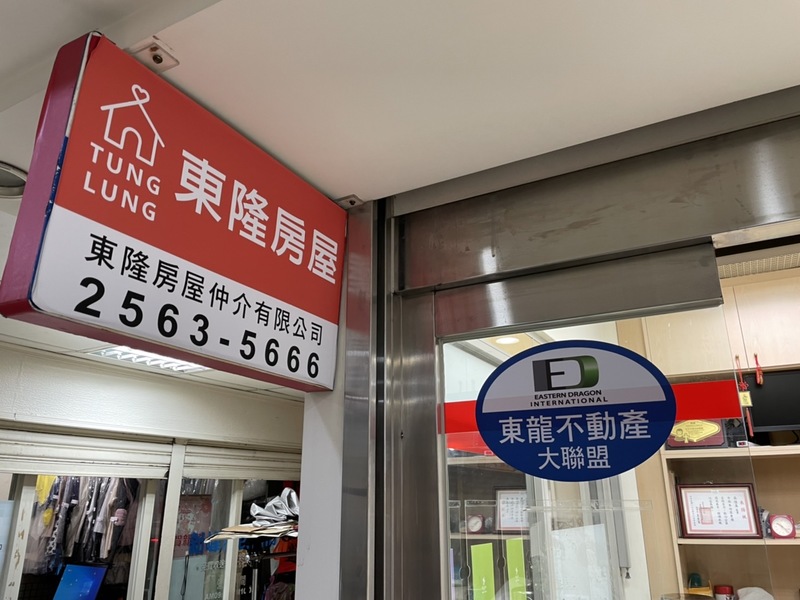 TUNG
LUNG
東隆房屋
東隆房屋仲介有限公司
2563-5666
ED
EASTERN DRAGON
INTERNATIONAL
東龍不動產
大聯盟